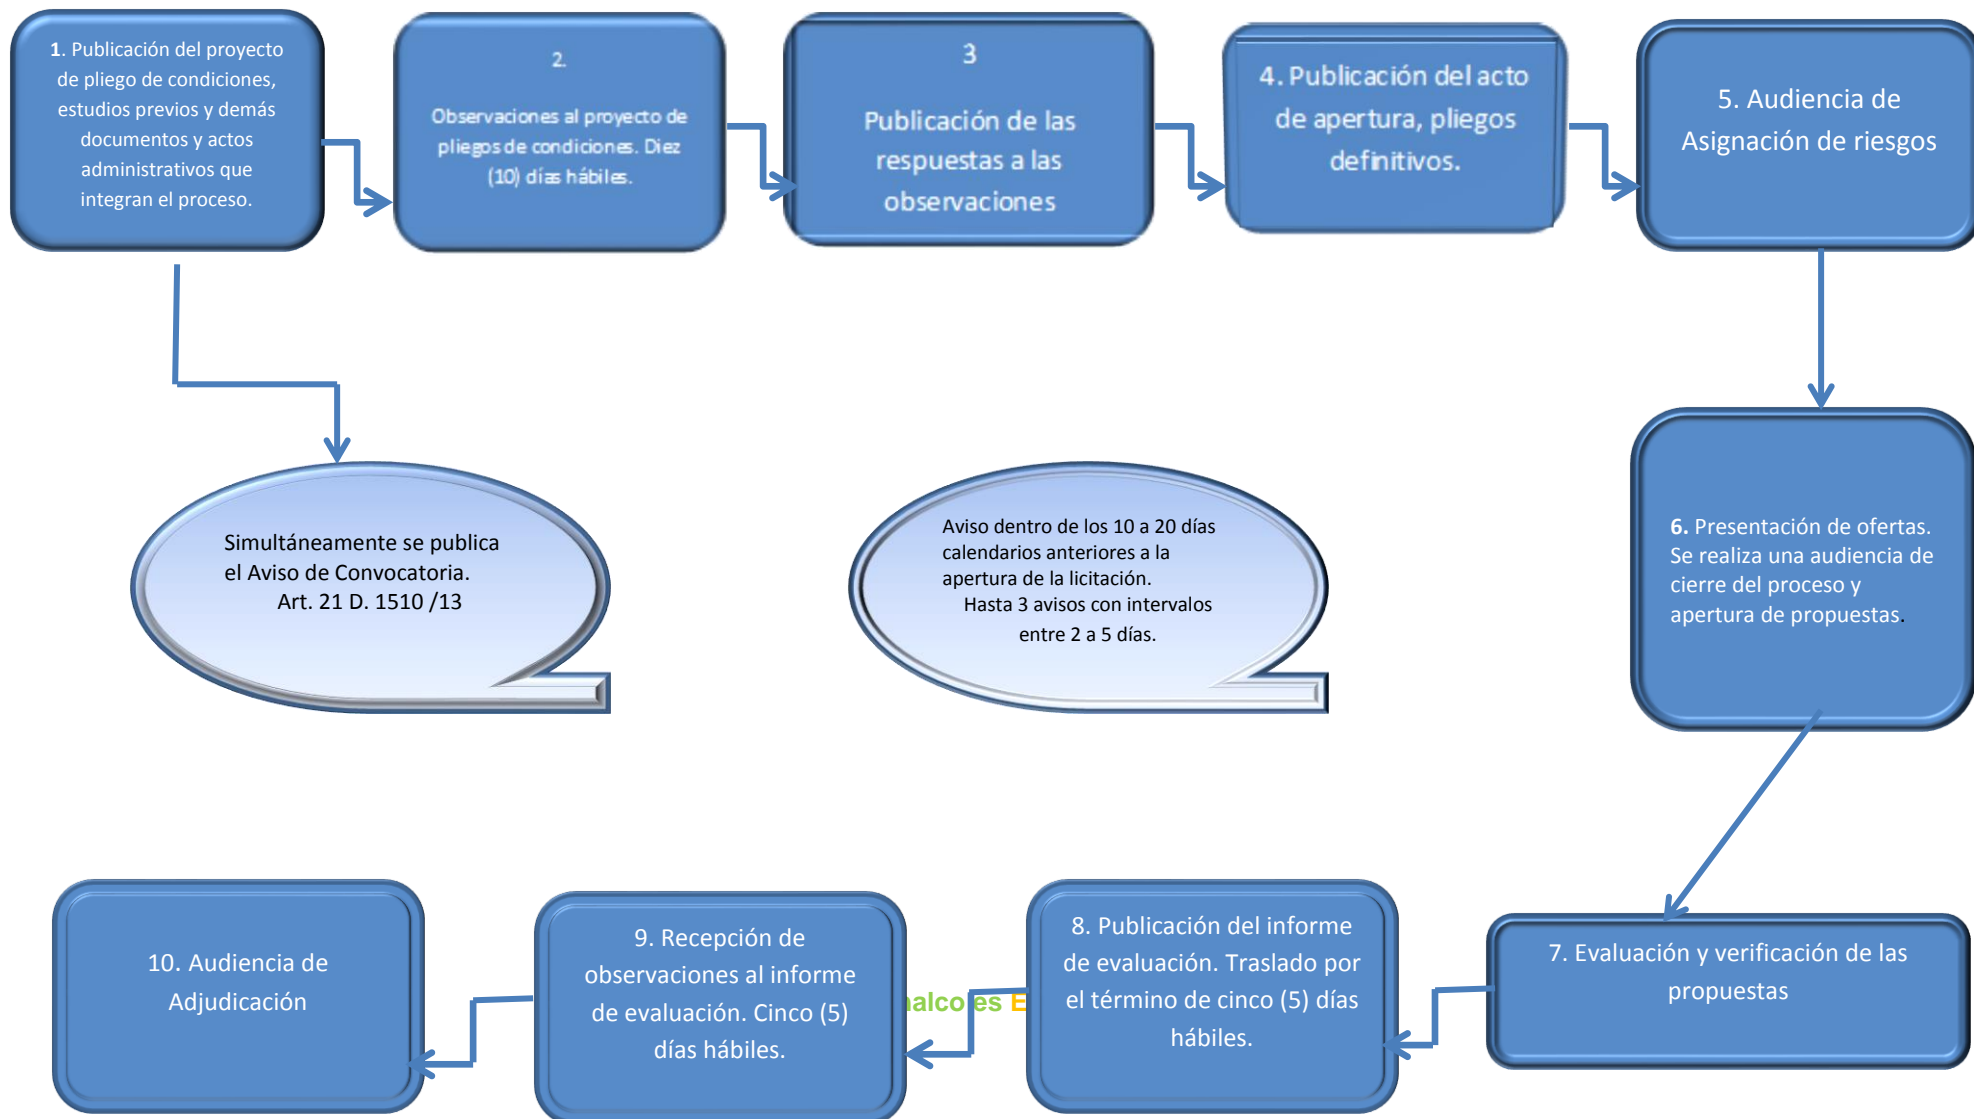 1. Publicación del proyecto
de pliego de condiciones,
estudios previos y demás
documentos y actos
administrativos que
integran el proceso.
2.
Observaciones al proyecto de
pliegos de condiciones. Diez
(10) días hábiles.
3
Publicación de las
respuestas a las
observaciones
4. Publicación del acto
de apertura, pliegos
definitivos.
5. Audiencia de
Asignación de riesgos
Simultáneamente se publica
el Aviso de Convocatoria.
Art. 21 D. 1510 /13
Aviso dentro de los 10 a 20 días
calendarios anteriores a la
apertura de la licitación.
Hasta 3 avisos con intervalos
entre 2 a 5 días.
6. Presentación de ofertas.
Se realiza una audiencia de
cierre del proceso y
apertura de propuestas.
7. Evaluación y verificación de las
propuestas
8. Publicación del informe
de evaluación. Traslado por
el término de cinco (5) días
hábiles.
9. Recepción de
observaciones al informe
de evaluación. Cinco (5)
días hábiles.
10. Audiencia de
Adjudicación